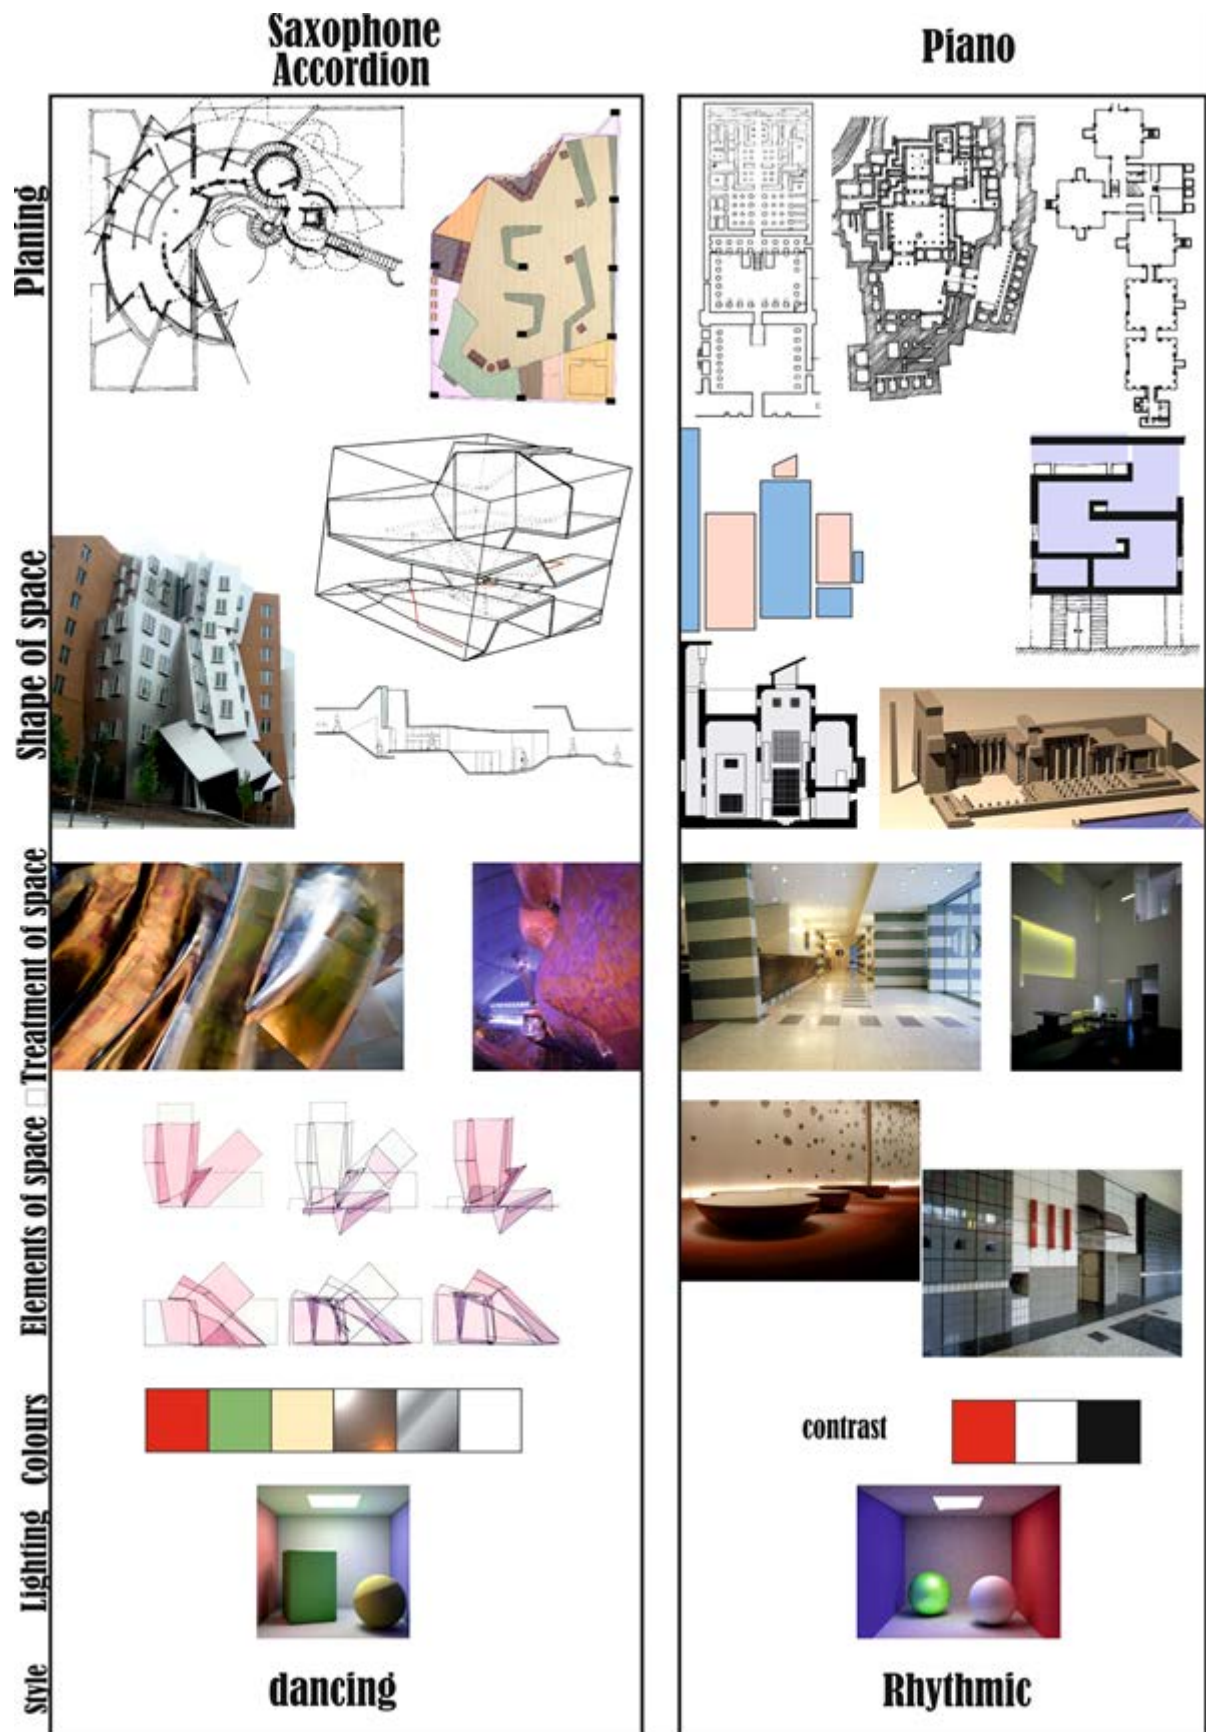 Saxophone
Accordion
Piano
Planing
Shape of space
Treatment of space
Elements of space
Colours
contrast
Lighting
Style
dancing
Rhythmic